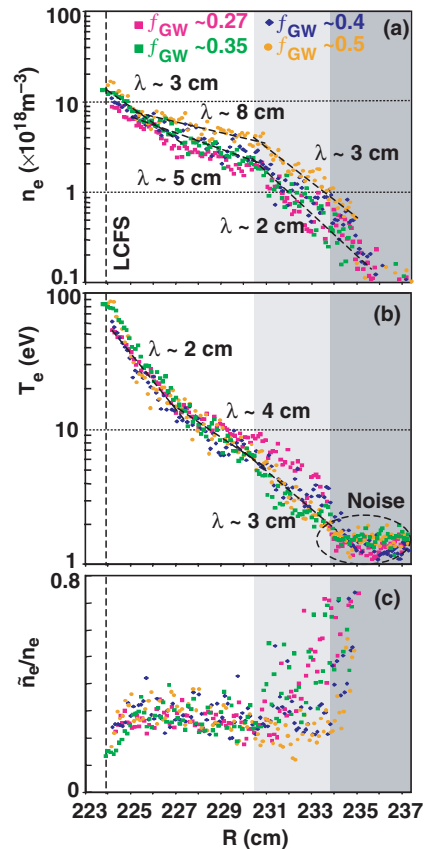 f_GW ~0.27 f_GW ~0.4 (a)
f_GW ~0.35 f_GW ~0.5
100
10
1
0.1
n_e (×10^18 m^−3)
λ ~ 3 cm
λ ~ 8 cm
λ ~ 3 cm
λ ~ 5 cm
λ ~ 2 cm
LCFS
(b)
100
10
1
T_e (eV)
λ ~ 2 cm
λ ~ 4 cm
λ ~ 3 cm
Noise
(c)
0.8
0
ñ_e/n_e
223 225 227 229 231 233 235 237
R (cm)